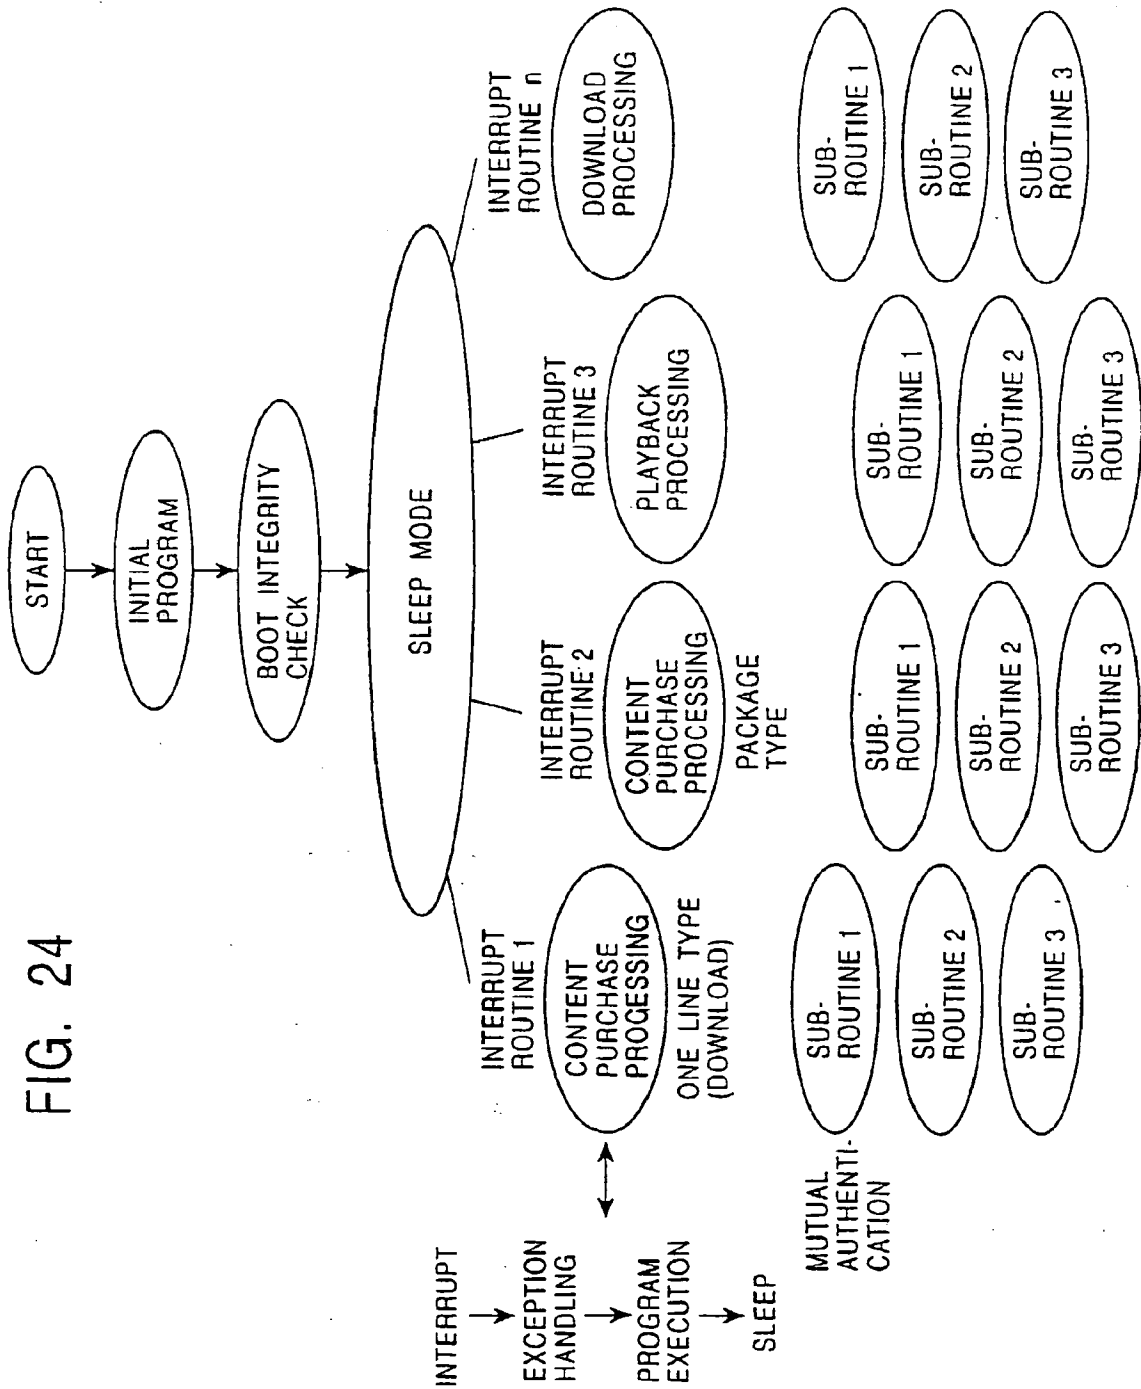 FIG. 24
START
INITIAL
PROGRAM
BOOT INTEGRITY
CHECK
SLEEP MODE
INTERRUPT
EXCEPTION
HANDLING
PROGRAM
EXECUTION
SLEEP
INTERRUPT
ROUTINE 1
CONTENT
PURCHASE
PROGESSING
ONE LINE TYPE
(DOWNLOAD)
INTERRUPT
ROUTINE 2
CONTENT
PURCHASE
PROCESSING
PACKAGE
TYPE
INTERRUPT
ROUTINE 3
PLAYBACK
PROCESSING
INTERRUPT
ROUTINE n
DOWNLOAD
PROCESSING
MUTUAL
AUTHENTI-
CATION
SUB-
ROUTINE 1
SUB-
ROUTINE 2
SUB-
ROUTINE 3
SUB-
ROUTINE 1
SUB-
ROUTINE 2
SUB-
ROUTINE 3
SUB-
ROUTINE 1
SUB-
ROUTINE 2
SUB-
ROUTINE 3
SUB-
ROUTINE 1
SUB-
ROUTINE 2
SUB-
ROUTINE 3